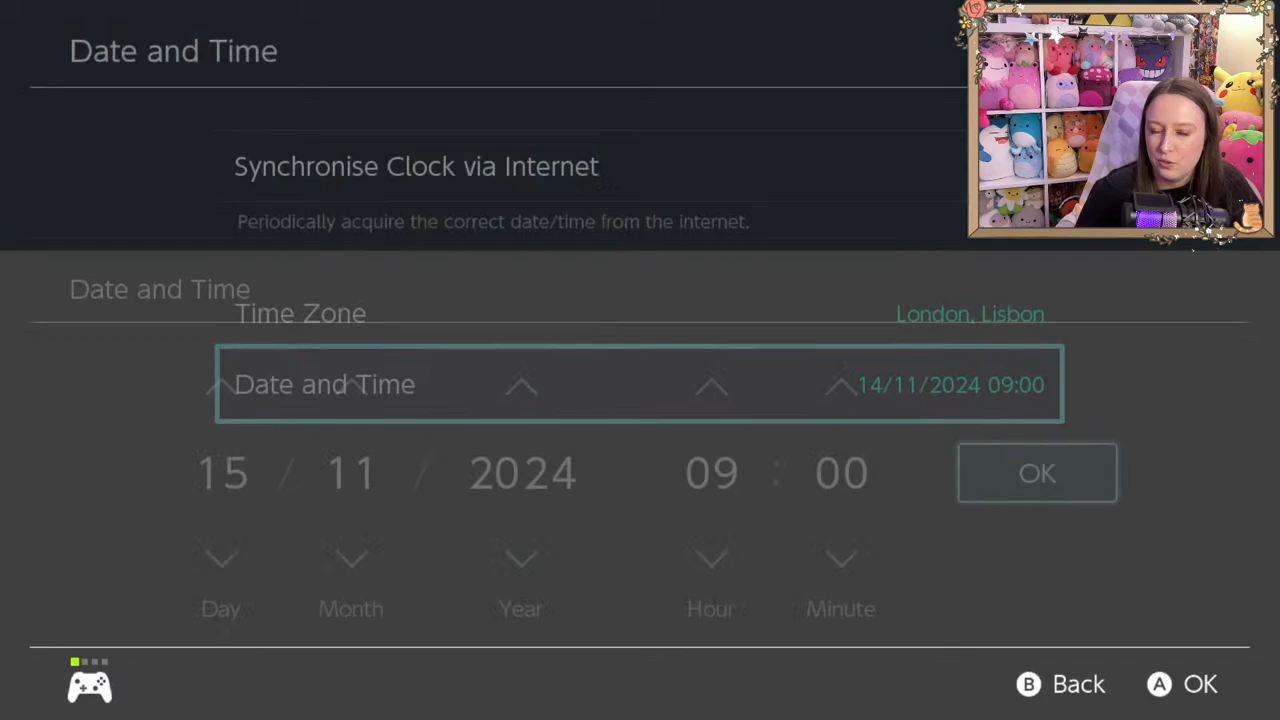 Date and Time
Synchronise Clock via Internet
Periodically acquire the correct date/time from the internet.
Date and Time
Time Zone London, Lisbon
Date and Time 14/11/2024 09:00
15 / 11 / 2024 09 : 00 OK
Day Month Year Hour Minute
B Back A OK